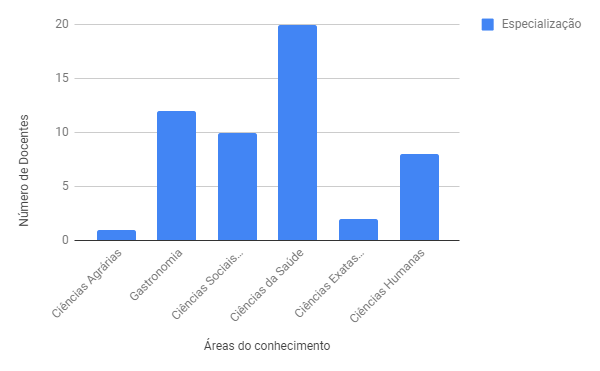 Especialização
Número de Docentes
20
15
10
5
0
Ciências Agrárias
Gastronomia
Ciências Sociais...
Ciências da Saúde
Ciências Exatas...
Ciências Humanas
Áreas do conhecimento